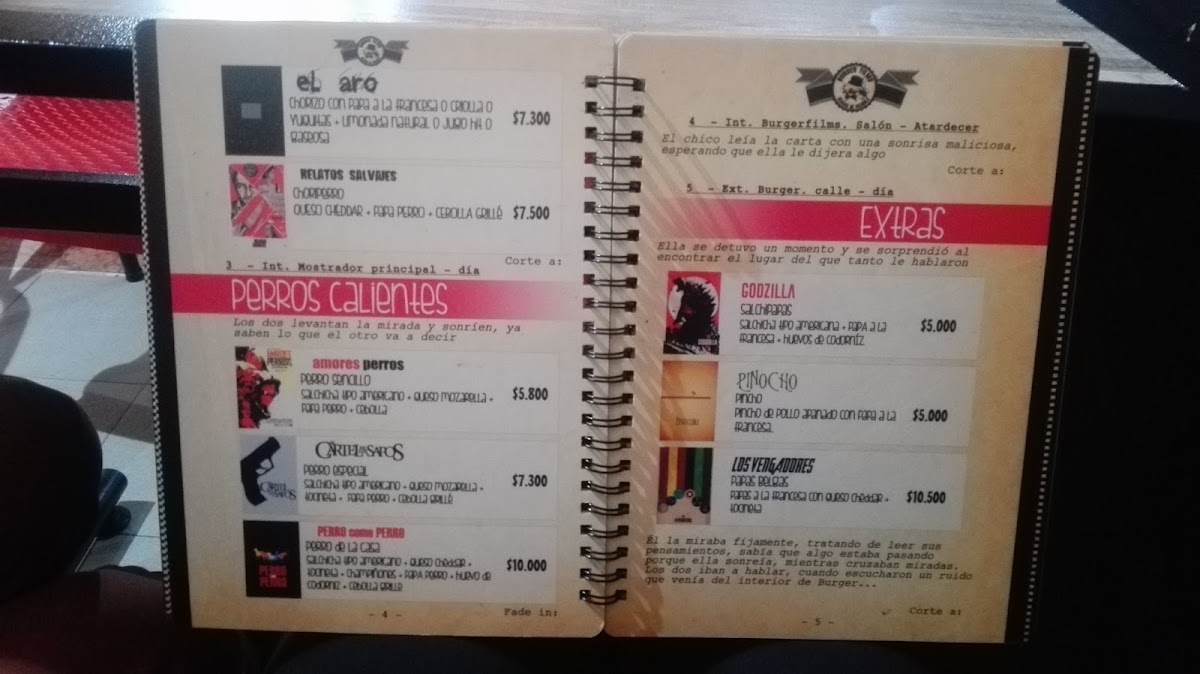 EL ARO
CHORIZO CON PAPA A LA FRANCESA O CRIOLLA O
YUQUITAS + LIMONADA NATURAL O JUGO HIT O
GASEOSA
$7.300
RELATOS SALVAJES
CHORIPERRO
QUESO CHEDDAR + PAPA PERRO + CEBOLLA GRILLÉ
$7.500
Corte a:
3 - Int. Mostrador principal - día
PERROS CALIENTES
Los dos levantan la mirada y sonríen, ya
saben lo que el otro va a decir
amores perros
PERRO SENCILLO
SALCHICHA TIPO AMERICANO + QUESO MOZARELLA +
PAPA PERRO + CEBOLLA
$5.800
EL CARTEL DE LOS SAPOS
PERRO ESPECIAL
SALCHICHA TIPO AMERICANO + QUESO MOZARELLA +
TOCINETA + PAPA PERRO + CEBOLLA GRILLÉ
$7.300
PERRO como PERRO
PERRO DE LA CASA
SALCHICHA TIPO AMERICANO + QUESO CHEDDAR +
TOCINETA + CHAMPIÑONES + PAPA PERRO + HUEVO DE
CODORNIZ + CEBOLLA GRILLÉ
$10.000
PERRO
PERRO
- 4 -
Fade in:
4 - Int. Burgerfilms. Salón - Atardecer
El chico leía la carta con una sonrisa maliciosa,
esperando que ella le dijera algo
Corte a:
5 - Ext. Burger. calle - día
EXTRAS
Ella se detuvo un momento y se sorprendió al
encontrar el lugar del que tanto le hablaron
GODZILLA
SALCHIPAPAS
SALCHICHA TIPO AMERICANA + PAPA A LA
FRANCESA + HUEVOS DE CODORNIZ
$5.000
GODZILLA
PINOCHO
PINCHO
PINCHO DE POLLO APANADO CON PAPA A LA
FRANCESA.
$5.000
LOS VENGADORES
PAPAS BELGAS
PAPAS A LA FRANCESA CON QUESO CHEDDAR +
TOCINETA
$10.500
Él la miraba fijamente, tratando de leer sus
pensamientos, sabía que algo estaba pasando
porque ella sonreía, mientras cruzaban miradas.
Los dos iban a hablar, cuando escucharon un ruido
que venía del interior de Burger...
Corte a:
- 5 -